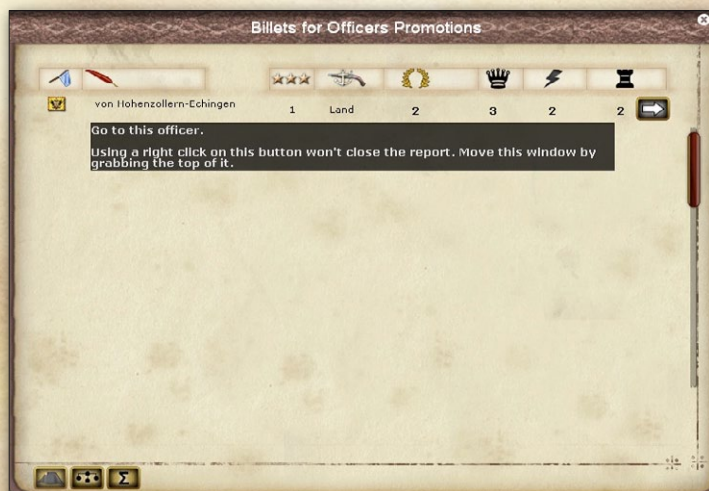 Billets for Officers Promotions
von Hohenzollern-Echingen 1 Land 2 3 2 2
Go to this officer.
Using a right click on this button won't close the report. Move this window by
grabbing the top of it.
Σ